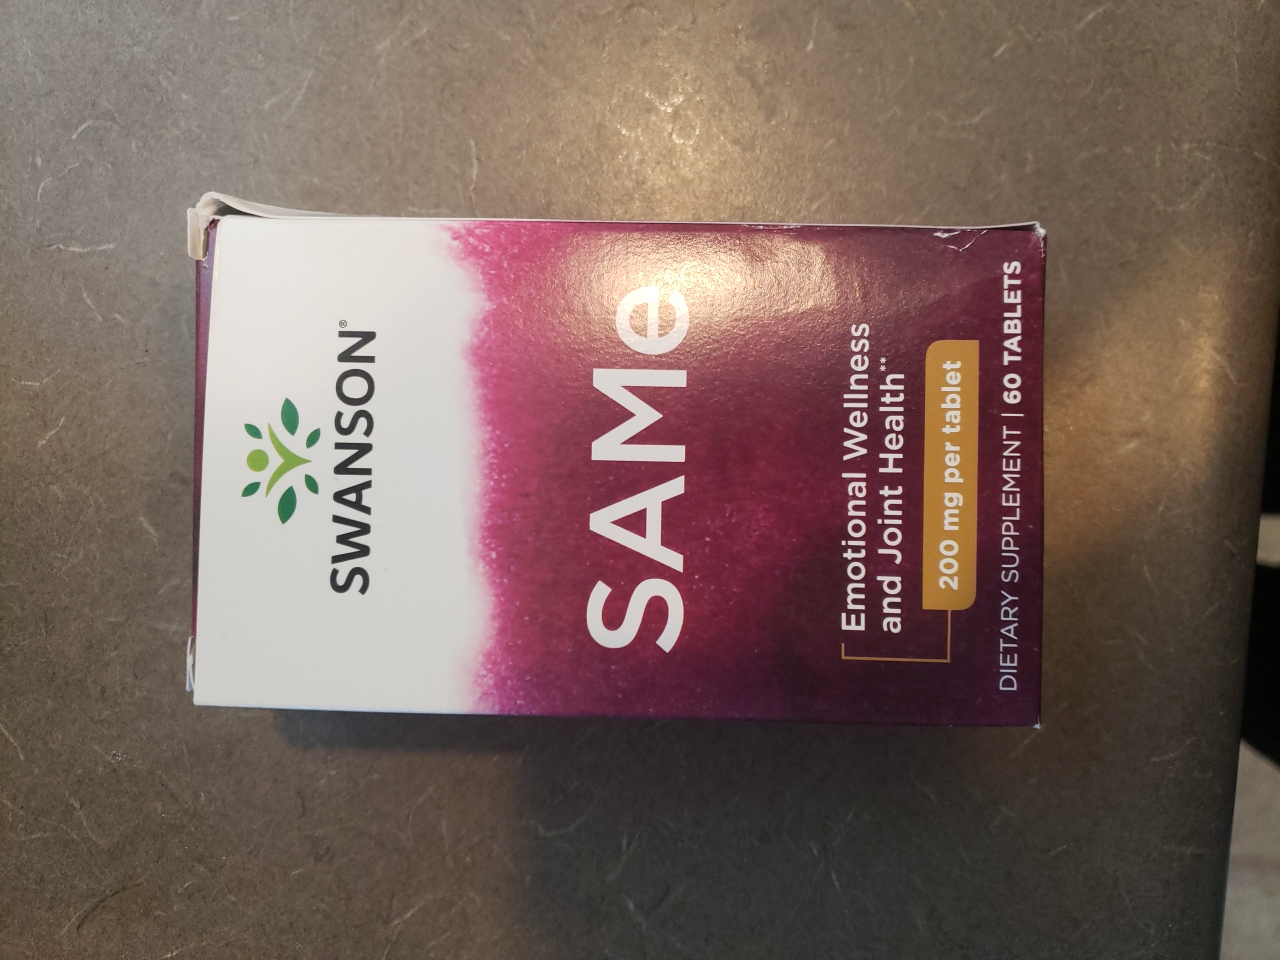 SWANSON®
SAMe
Emotional Wellness
and Joint Health**
200 mg per tablet
DIETARY SUPPLEMENT | 60 TABLETS